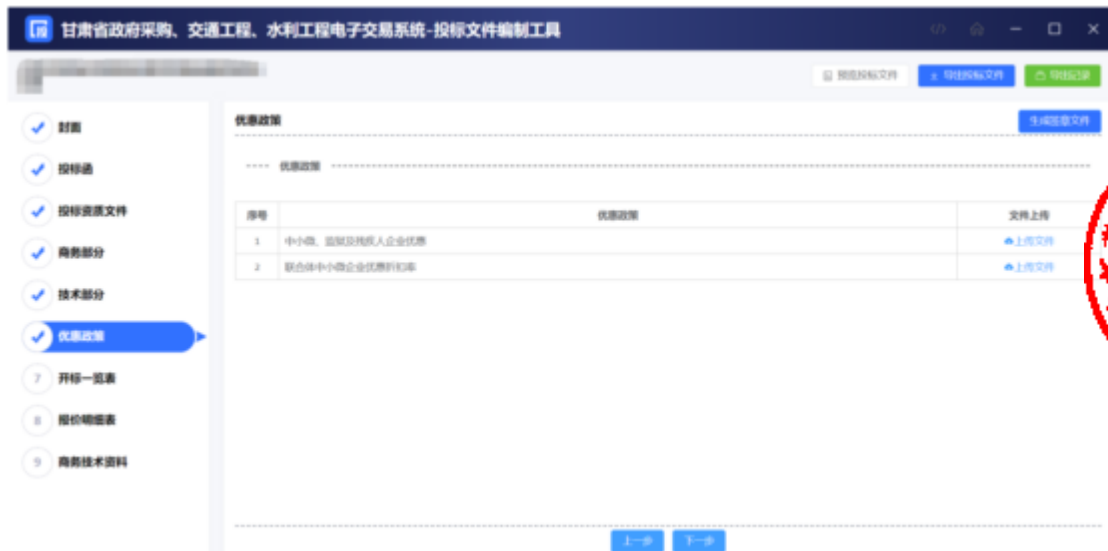 甘肃省政府采购、交通工程、水利工程电子交易系统-投标文件编制工具
预览投标文件 导出投标文件 导出记录
封面
投标函
投标资质文件
商务部分
技术部分
优惠政策
7 开标一览表
8 报价明细表
9 商务技术资料
优惠政策 生成签章文件
优惠政策
序号 优惠政策 文件上传
1 中小微、监狱及残疾人企业优惠 上传文件
2 联合体中小微企业优惠折扣率 上传文件
上一步 下一步